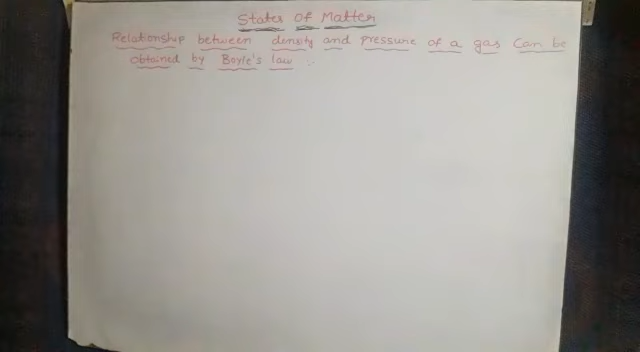 States of Matter
Relationship between density and pressure of a gas can be
obtained by Boyle's law :-